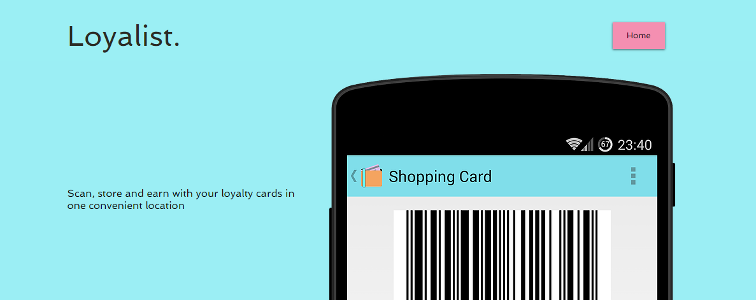 Loyalist.
Home
67 23:40
Shopping Card
Scan, store and earn with your loyalty cards in
one convenient location